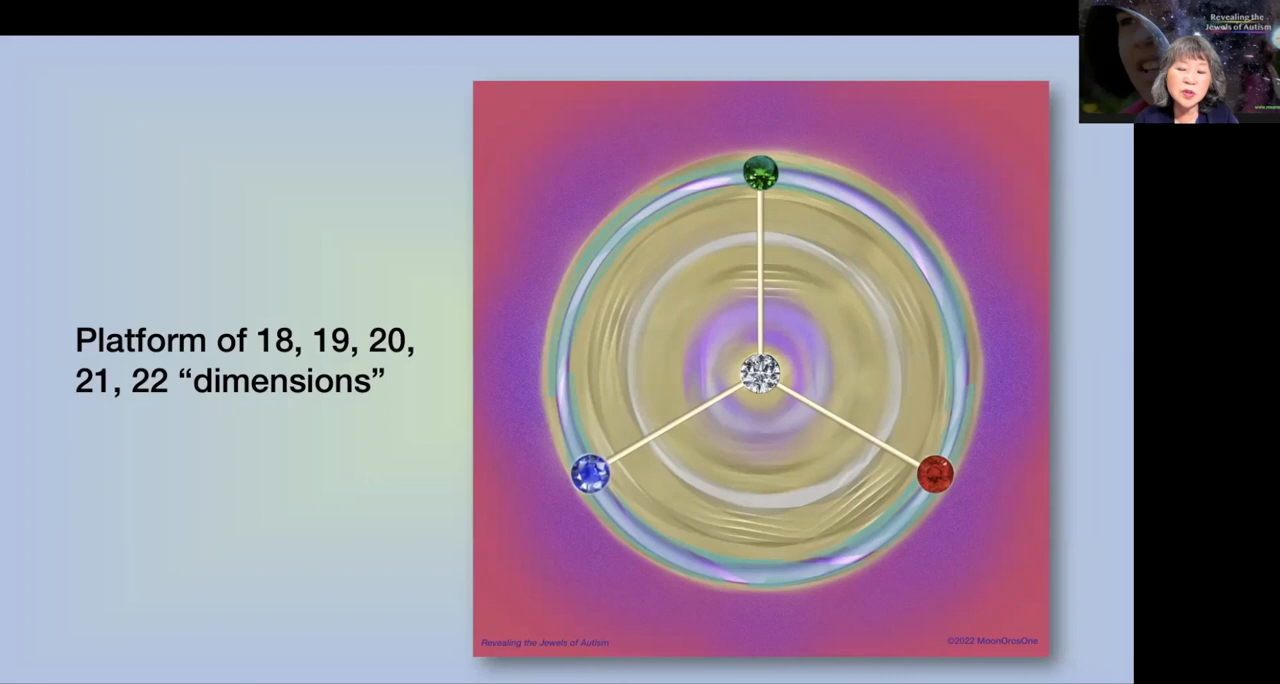 Revealing the
Jewels of Autism
Platform of 18, 19, 20,
21, 22 “dimensions”
Revealing the Jewels of Autism
©2022 MoonOrosOne